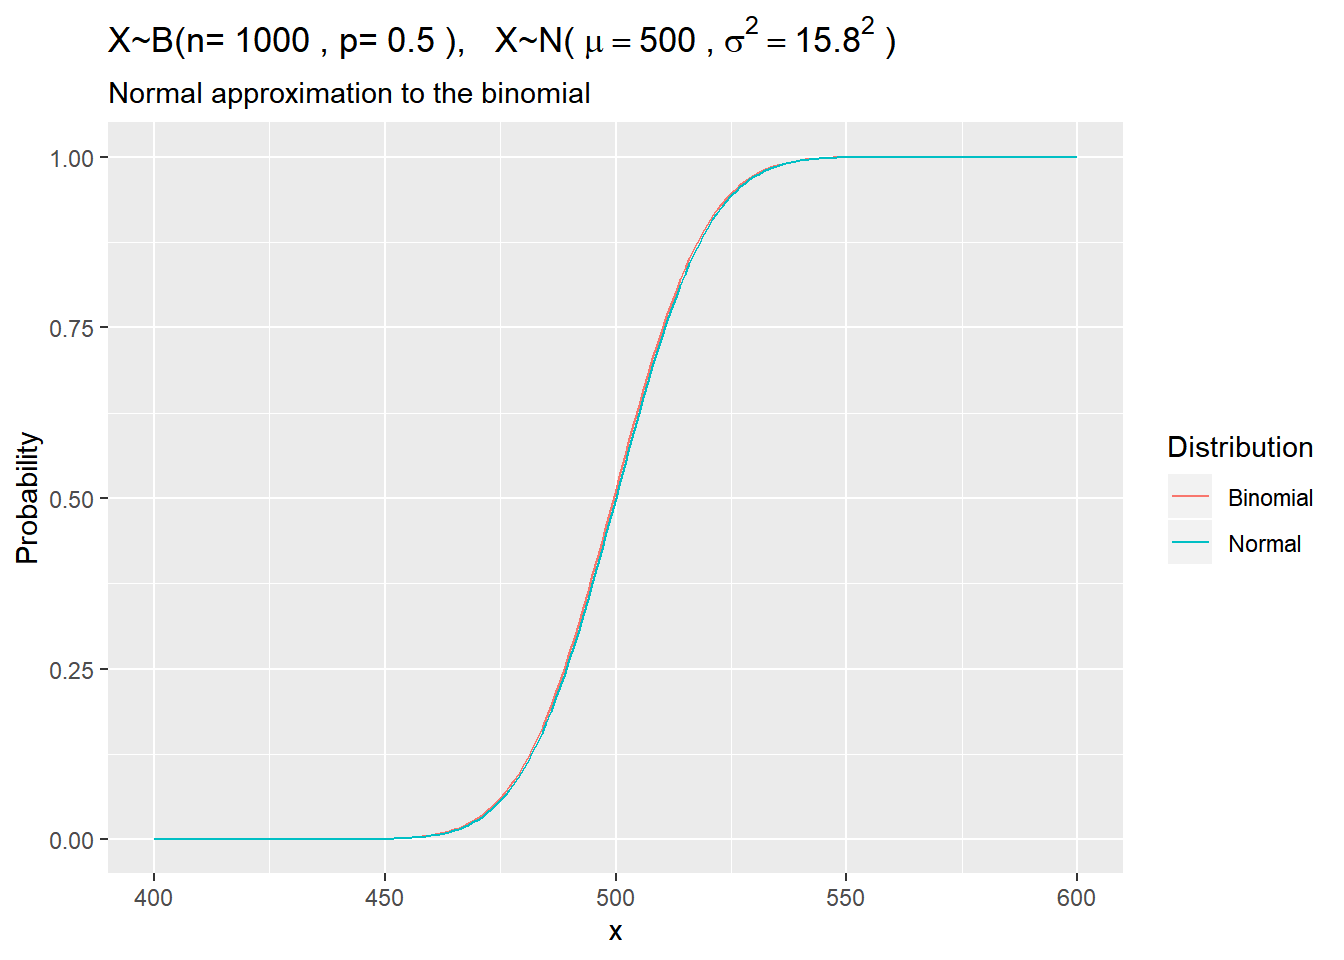 X~B(n= 1000 , p= 0.5 ),   X~N( μ = 500 , σ² = 15.8² )
Normal approximation to the binomial
1.00
0.75
0.50
0.25
0.00
Probability
400 450 500 550 600
x
Distribution
Binomial
Normal